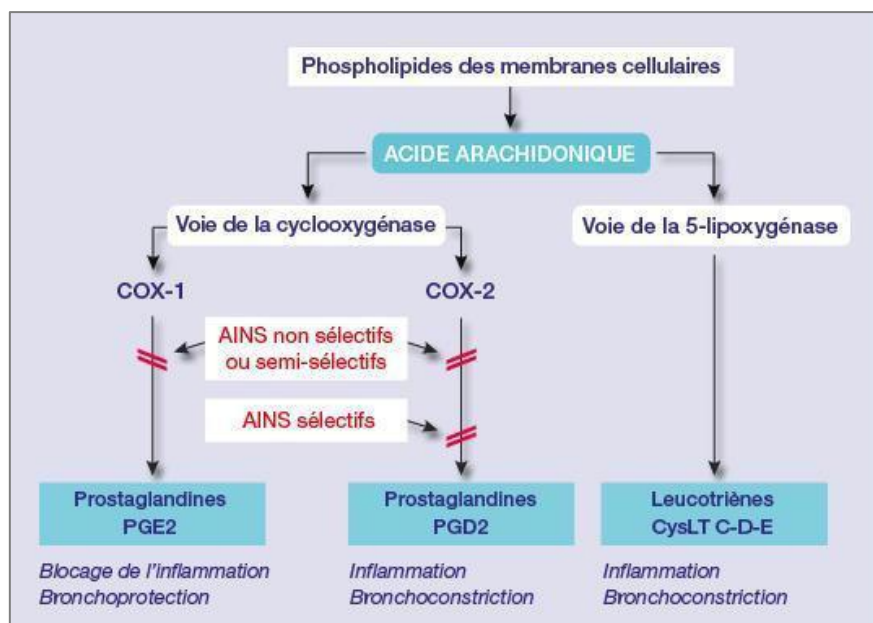 Phospholipides des membranes cellulaires
ACIDE ARACHIDONIQUE
Voie de la cyclooxygénase
Voie de la 5-lipoxygénase
COX-1
COX-2
AINS non sélectifs
ou semi-sélectifs
AINS sélectifs
Prostaglandines
PGE2
Prostaglandines
PGD2
Leucotriènes
CysLT C-D-E
Blocage de l'inflammation
Bronchoprotection
Inflammation
Bronchoconstriction
Inflammation
Bronchoconstriction